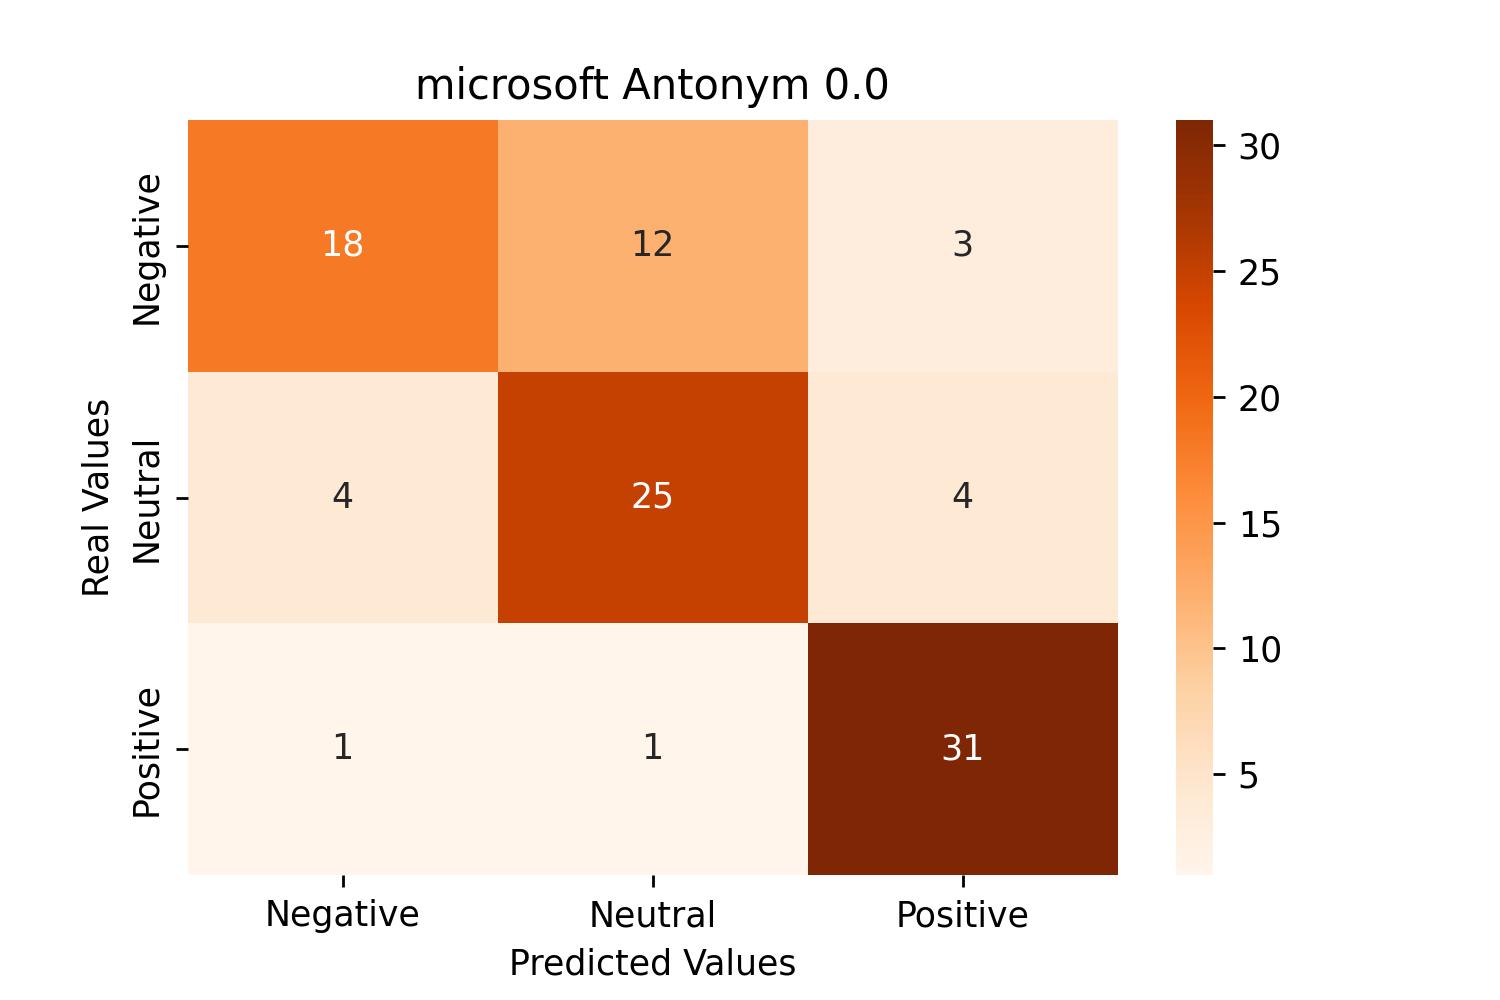 microsoft Antonym 0.0
Real Values
Negative
18 12 3
30
25
20
15
10
5
Neutral
4 25 4
Positive
1 1 31
Negative Neutral Positive
Predicted Values